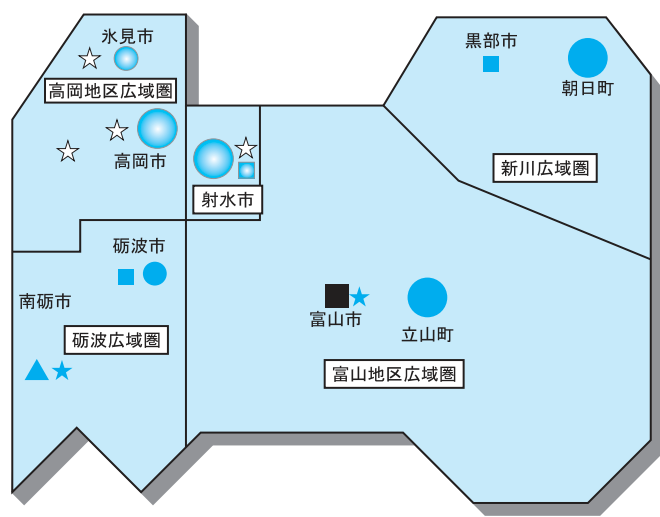 氷見市
高岡地区広域圏
高岡市
射水市
黒部市
朝日町
新川広域圏
砺波市
南砺市
砺波広域圏
富山市
立山町
富山地区広域圏